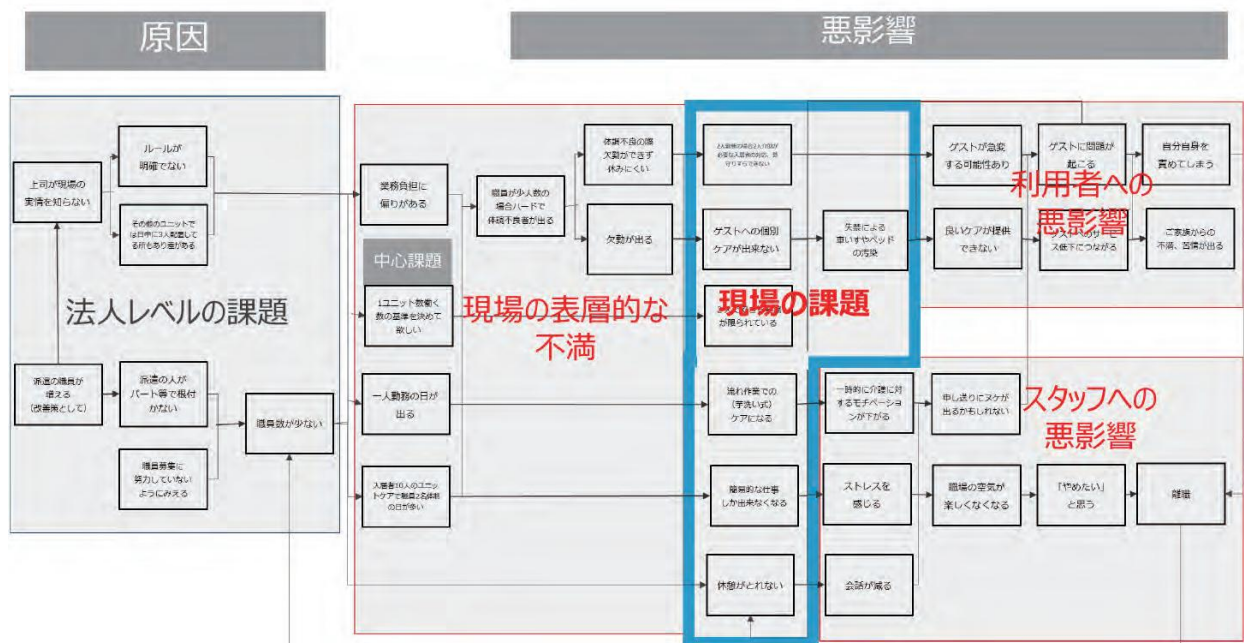 原因
悪影響
上司が現場の
実情を知らない
ルールが
明確でない
その他のユニットで
は日中に3人配置して
る所もあり差がある
法人レベルの課題
派遣の職員が
増える
(改善策として)
派遣の人が
パート等で根付
かない
職員募集に
努力していない
ようにみえる
職員数が少ない
業務負担に
偏りがある
中心課題
1ユニット数働く
数の基準を決めて
欲しい
一人勤務の日が
出る
入居者10人のユニッ
トケアで職員2名体制
の日が多い
職員が少人数の
場合ハードで
体調不良者が出る
体調不良の際
欠勤ができず
休みにくい
欠勤が出る
現場の表層的な
不満
ゲストへの個別
ケアが出来ない
失禁による
車いすやベッド
の汚染
現場の課題
が限られている
流れ作業での
(芋洗い式)
ケアになる
簡易的な仕事
しか出来なくなる
休憩がとれない
ゲストが急変
する可能性あり
ゲストに問題が
起こる
自分自身を
責めてしまう
利用者への
悪影響
良いケアが提供
できない
ス低下につながる
ご家族からの
不満、苦情が出る
一時的に介護に対
するモチベーショ
ンが下がる
申し送りにヌケが
出るかもしれない
スタッフへの
悪影響
ストレスを
感じる
職場の空気が
楽しくなくなる
「やめたい」
と思う
離職
会話が減る